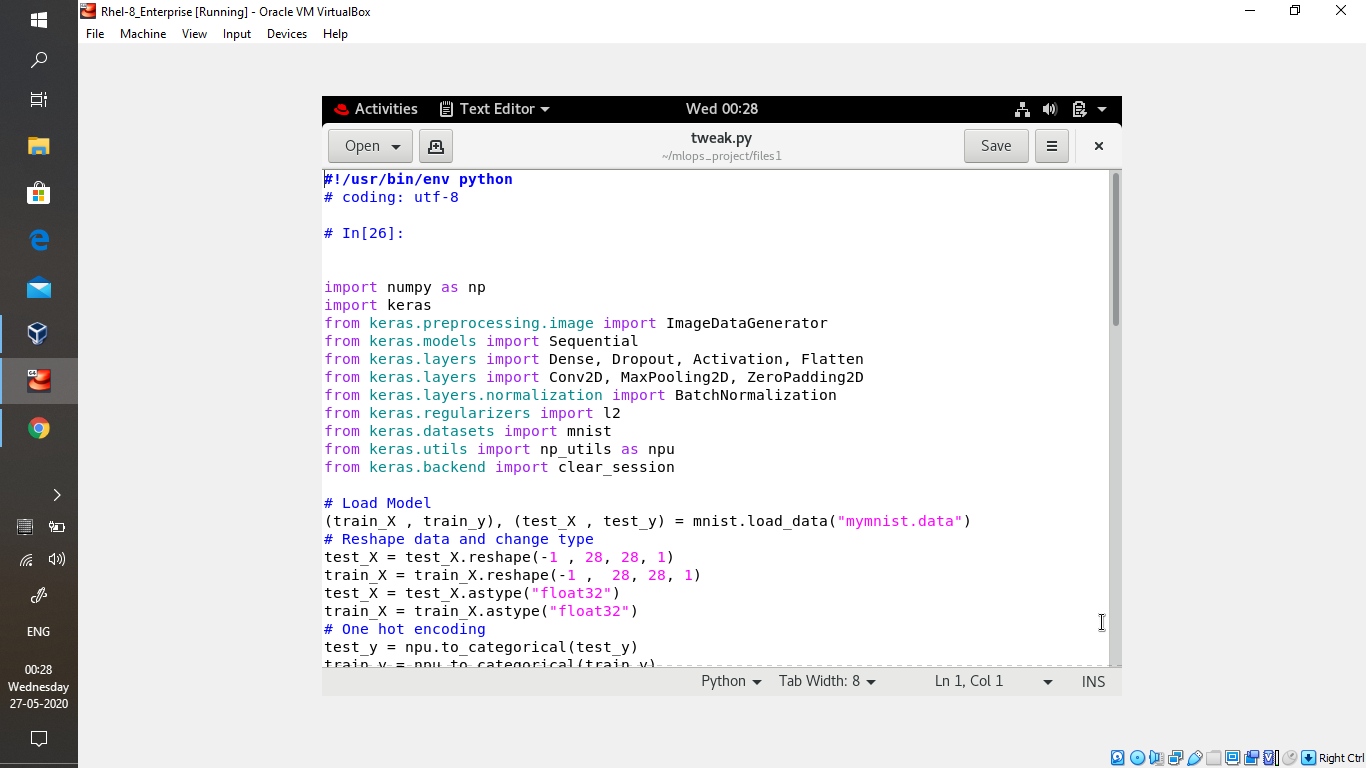 Rhel-8_Enterprise [Running] - Oracle VM VirtualBox
File Machine View Input Devices Help
Activities Text Editor Wed 00:28
Open tweak.py Save
~/mlops_project/files1
#!/usr/bin/env python
# coding: utf-8
# In[26]:
import numpy as np
import keras
from keras.preprocessing.image import ImageDataGenerator
from keras.models import Sequential
from keras.layers import Dense, Dropout, Activation, Flatten
from keras.layers import Conv2D, MaxPooling2D, ZeroPadding2D
from keras.layers.normalization import BatchNormalization
from keras.regularizers import l2
from keras.datasets import mnist
from keras.utils import np_utils as npu
from keras.backend import clear_session
# Load Model
(train_X , train_y), (test_X , test_y) = mnist.load_data("mymnist.data")
# Reshape data and change type
test_X = test_X.reshape(-1 , 28, 28, 1)
train_X = train_X.reshape(-1 ,  28, 28, 1)
test_X = test_X.astype("float32")
train_X = train_X.astype("float32")
# One hot encoding
test_y = npu.to_categorical(test_y)
train_y = npu.to_categorical(train_y)
Python Tab Width: 8 Ln 1, Col 1 INS
64
ENG
00:28
Wednesday
27-05-2020
Right Ctrl